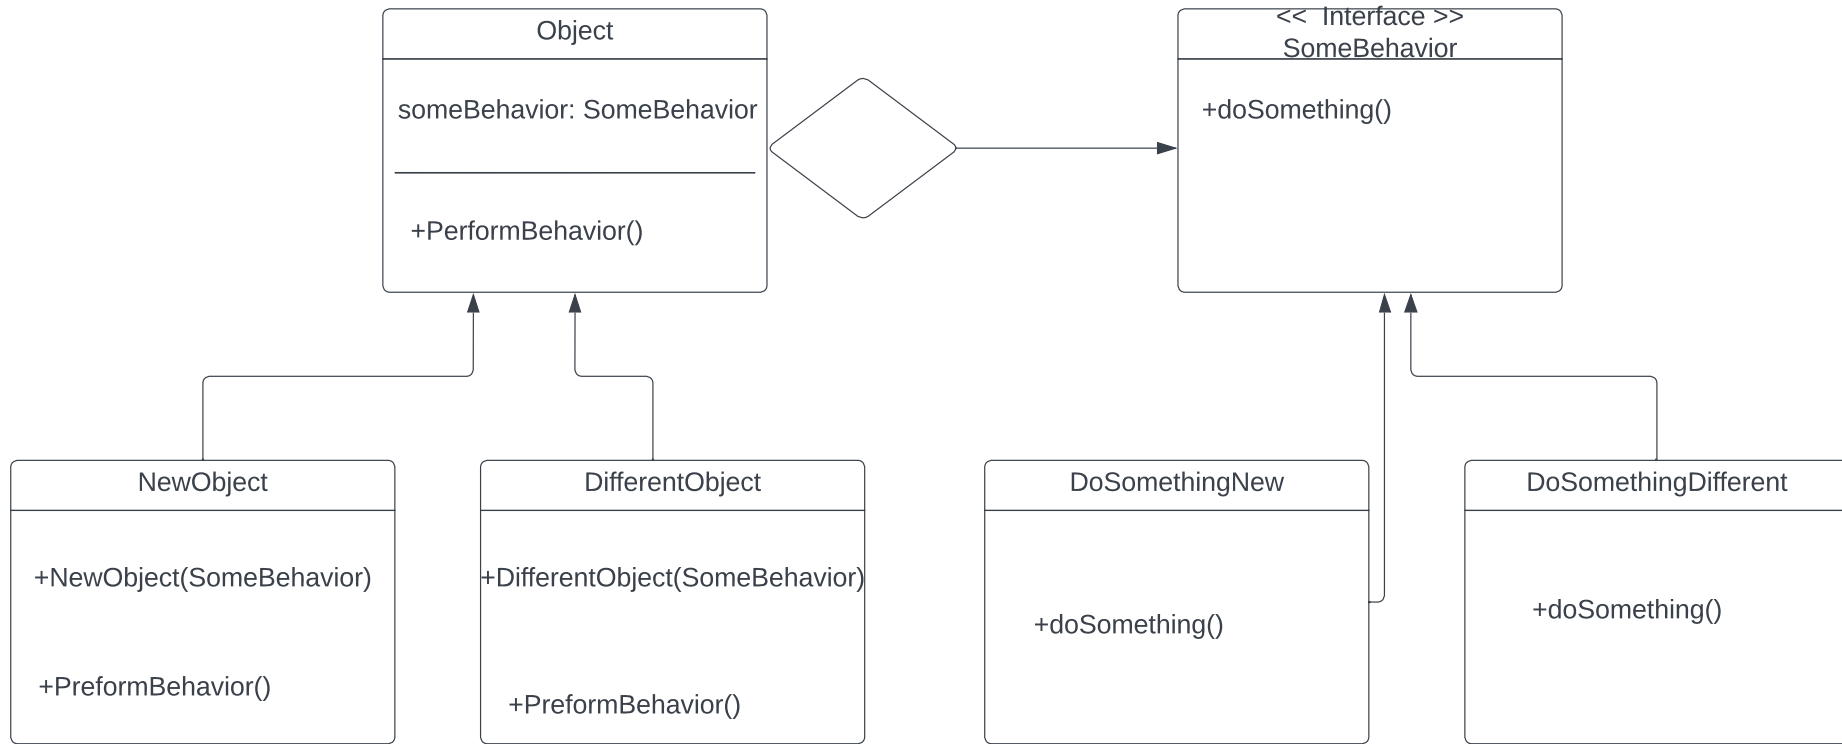 Object
someBehavior: SomeBehavior
+PerformBehavior()
<< Interface >>
SomeBehavior
+doSomething()
NewObject
+NewObject(SomeBehavior)
+PreformBehavior()
DifferentObject
+DifferentObject(SomeBehavior)
+PreformBehavior()
DoSomethingNew
+doSomething()
DoSomethingDifferent
+doSomething()